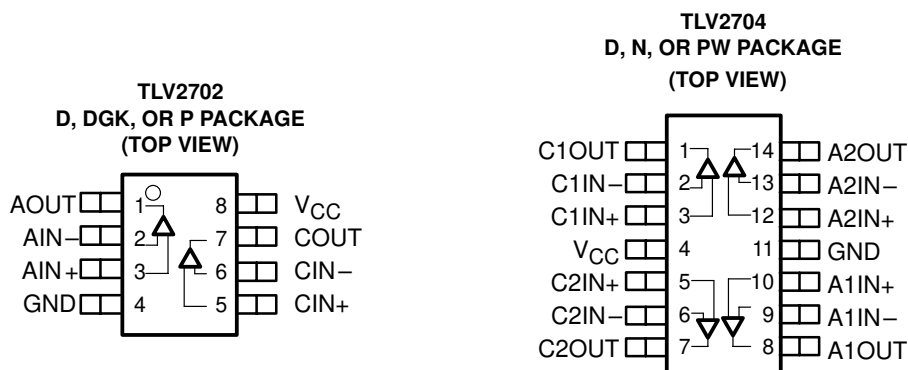 TLV2702
D, DGK, OR P PACKAGE
(TOP VIEW)
AOUT 1 8 VCC
AIN− 2 7 COUT
AIN+ 3 6 CIN−
GND 4 5 CIN+
TLV2704
D, N, OR PW PACKAGE
(TOP VIEW)
C1OUT 1 14 A2OUT
C1IN− 2 13 A2IN−
C1IN+ 3 12 A2IN+
VCC 4 11 GND
C2IN+ 5 10 A1IN+
C2IN− 6 9 A1IN−
C2OUT 7 8 A1OUT